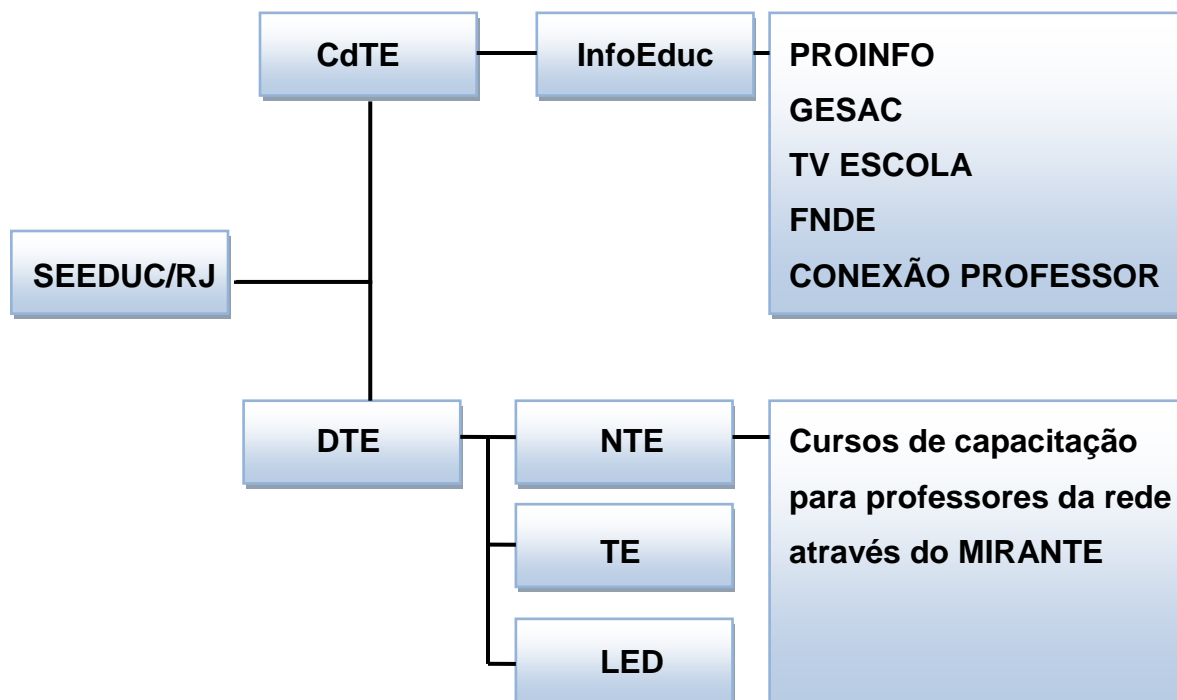 CdTE
InfoEduc
PROINFO
GESAC
TV ESCOLA
FNDE
CONEXÃO PROFESSOR
SEEDUC/RJ
DTE
NTE
TE
LED
Cursos de capacitação
para professores da rede
através do MIRANTE